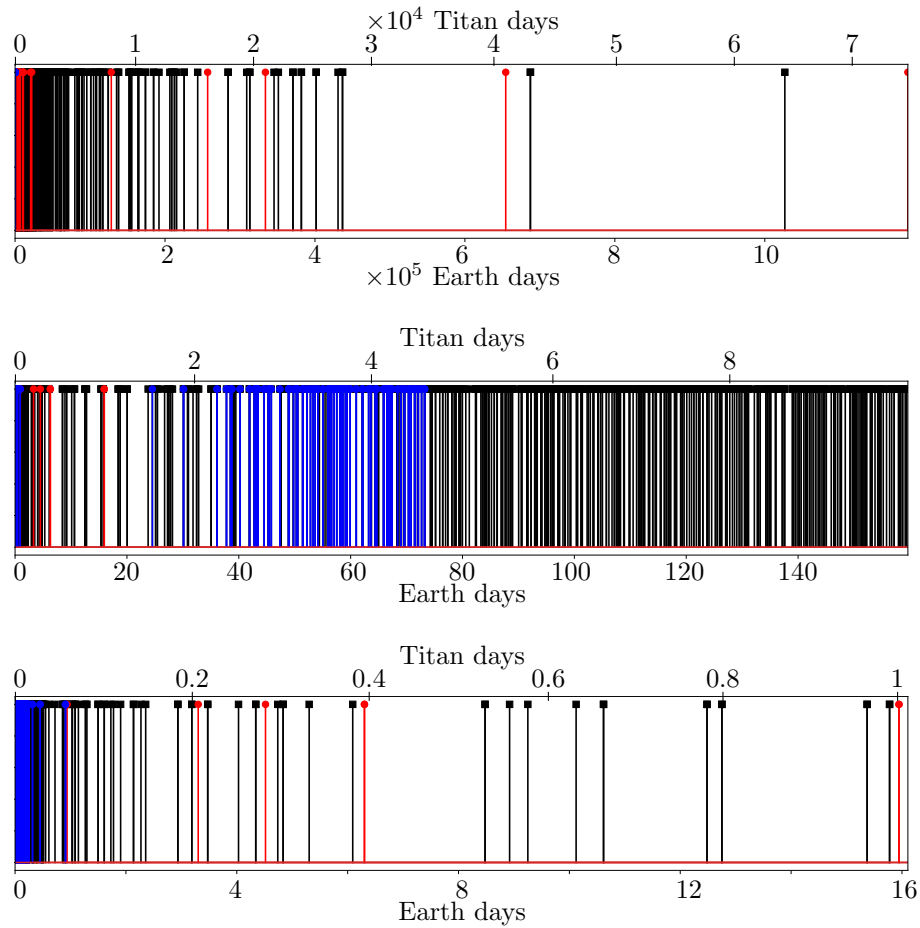 ×10⁴ Titan days
0 1 2 3 4 5 6 7
0 2 4 6 8 10
×10⁵ Earth days
Titan days
0 2 4 6 8
0 20 40 60 80 100 120 140
Earth days
Titan days
0 0.2 0.4 0.6 0.8 1
0 4 8 12 16
Earth days